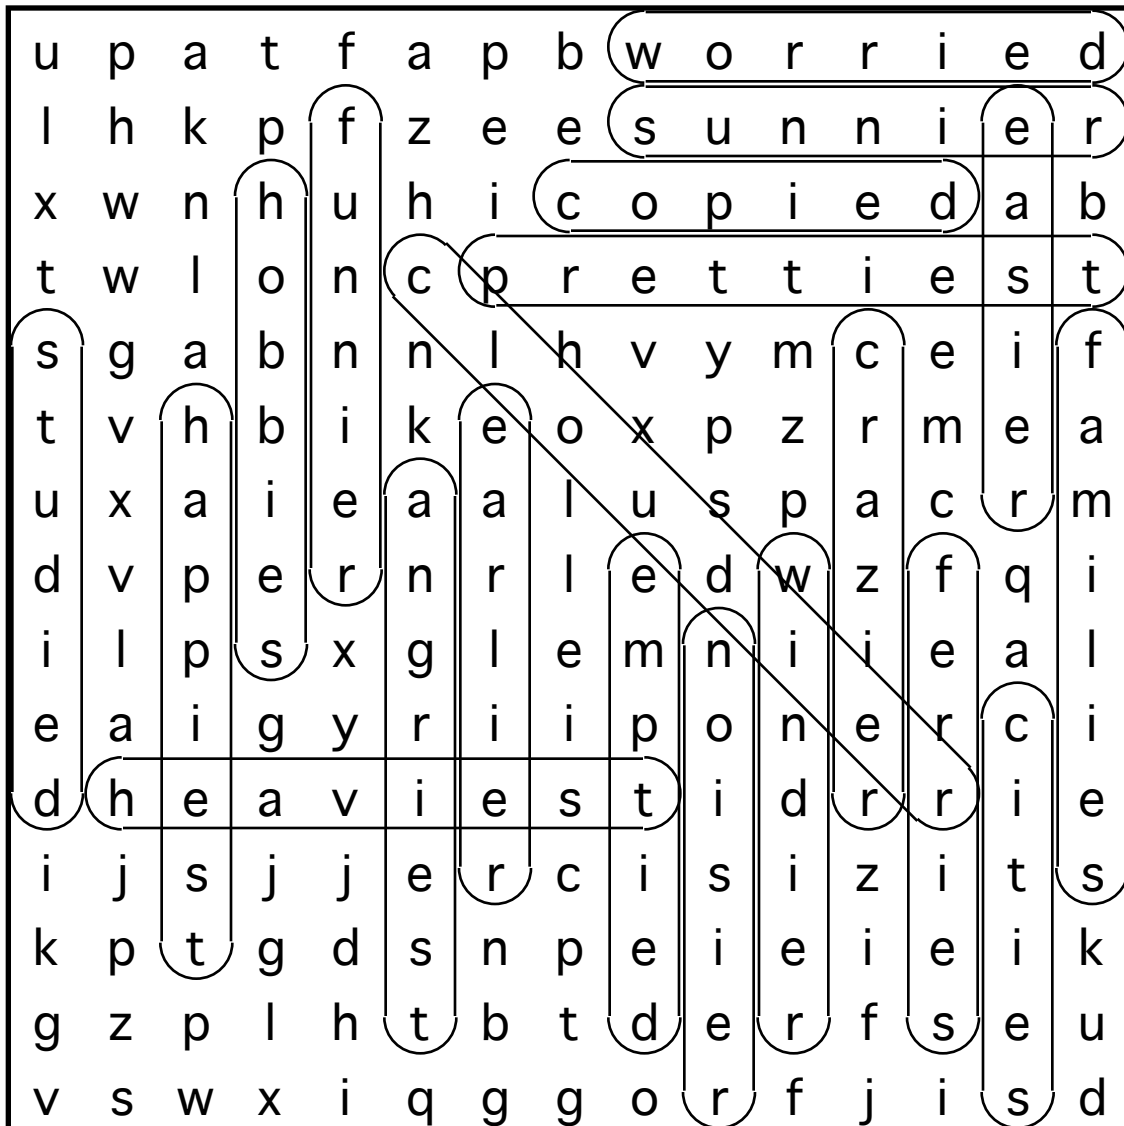 u p a t f a p b w o r r i e d
l h k p f z e e s u n n i e r
x w n h u h i c o p i e d a b
t w l o n c p r e t t i e s t
s g a b n n l h v y m c e i f
t v h b i k e o x p z r m e a
u x a i e a a l u s p a c r m
d v p e r n r l e d w z f q i
i l p s x g l e m n i i e a l
e a i g y r i i p o n e r c i
d h e a v i e s t i d r r i e
i j s j j e r c i s i z i t s
k p t g d s n p e i e i e i k
g z p l h t b t d e r f s e u
v s w x i q g g o r f j i s d